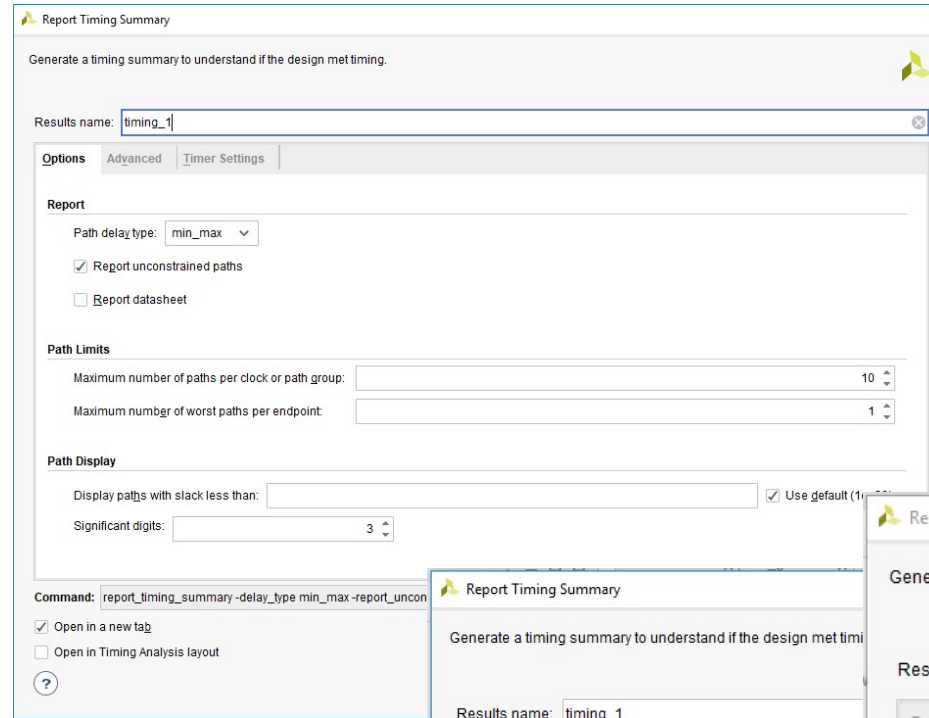 Report Timing Summary
Generate a timing summary to understand if the design met timing.
Results name: timing_1
Options Advanced Timer Settings
Report
Path delay type: min_max
Report unconstrained paths
Report datasheet
Path Limits
Maximum number of paths per clock or path group: 10
Maximum number of worst paths per endpoint: 1
Path Display
Display paths with slack less than: Use default
Significant digits: 3
Command: report_timing_summary -delay_type min_max -report_uncon
Open in a new tab
Open in Timing Analysis layout
?
Report Timing Summary
Generate a timing summary to understand if the design met timi
Results name: timing_1
Re
Gene
Res